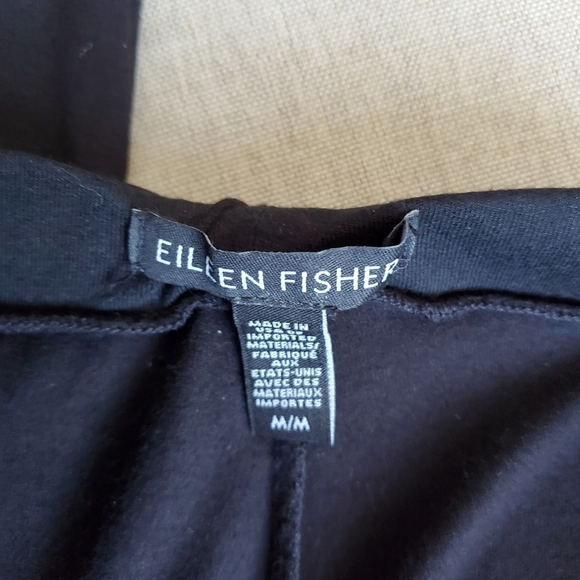 EILEEN FISHER
MADE IN
USA OF
IMPORTED
MATERIALS/
FABRIQUÉ
AUX
ETATS-UNIS
AVEC DES
MATERIAUX
IMPORTES
M/M